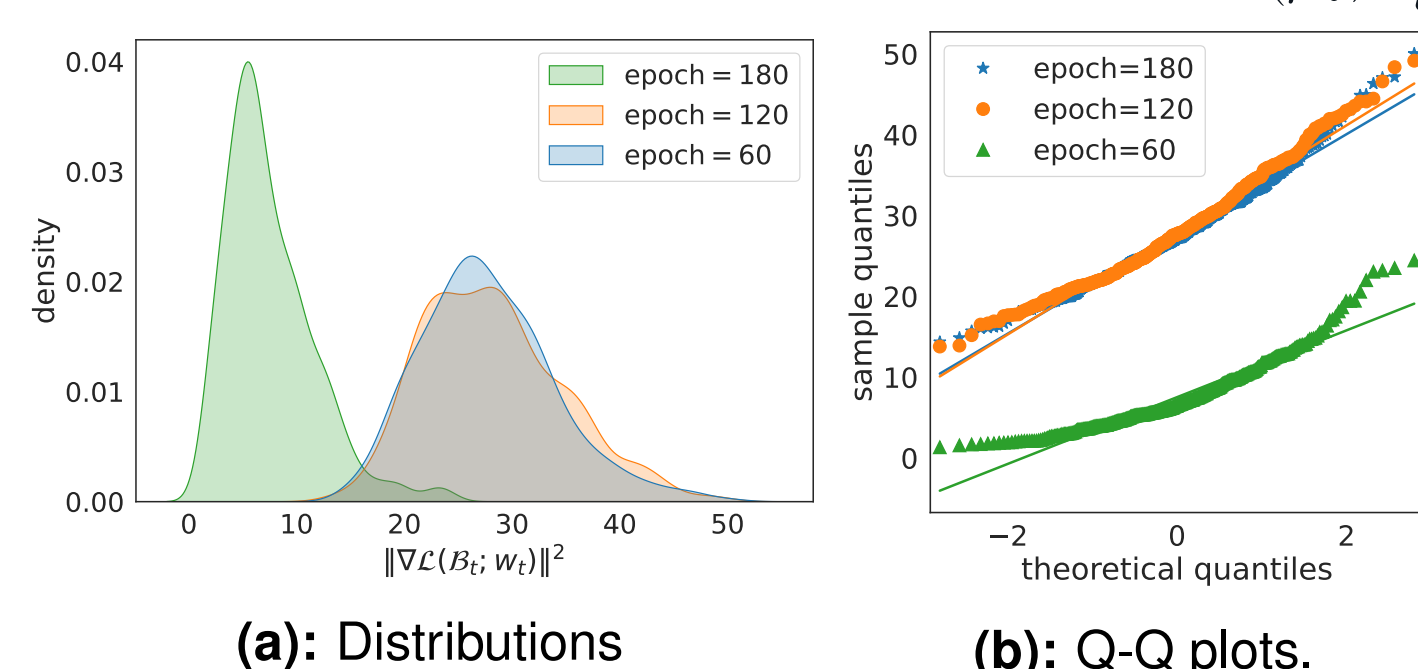 0.04
0.03
0.02
0.01
0.00
density
0 10 20 30 40 50
‖∇ℒ(ℬt; wt)‖²
epoch = 180
epoch = 120
epoch = 60
(a): Distributions
50
40
30
20
10
0
sample quantiles
−2 0 2
theoretical quantiles
epoch=180
epoch=120
epoch=60
(b): Q-Q plots.